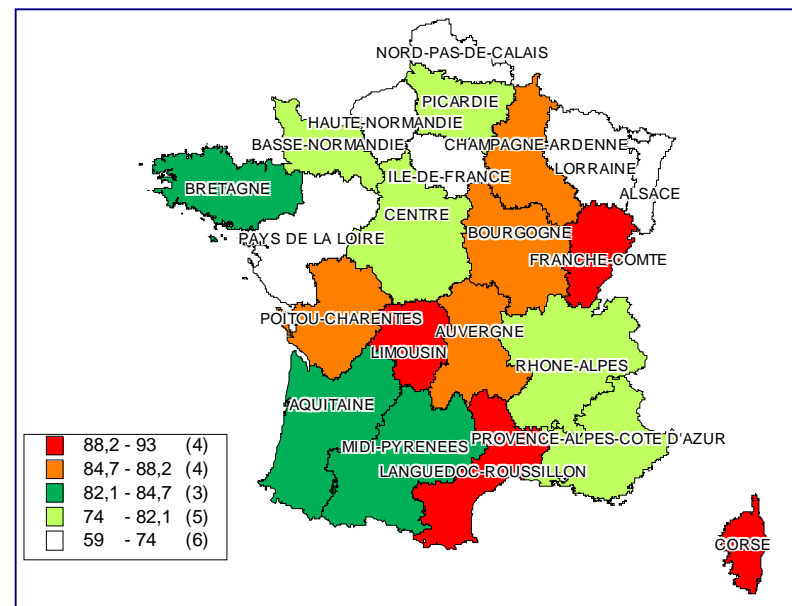 NORD-PAS-DE-CALAIS
PICARDIE
HAUTE-NORMANDIE
BASSE-NORMANDIE
CHAMPAGNE-ARDENNE
LORRAINE
ILE-DE-FRANCE
ALSACE
BRETAGNE
CENTRE
PAYS DE LA LOIRE
BOURGOGNE
FRANCHE-COMTE
POITOU-CHARENTES
AUVERGNE
LIMOUSIN
RHONE-ALPES
AQUITAINE
MIDI-PYRENEES
PROVENCE-ALPES-COTE D'AZUR
LANGUEDOC-ROUSSILLON
CORSE
88,2 - 93 (4)
84,7 - 88,2 (4)
82,1 - 84,7 (3)
74 - 82,1 (5)
59 - 74 (6)